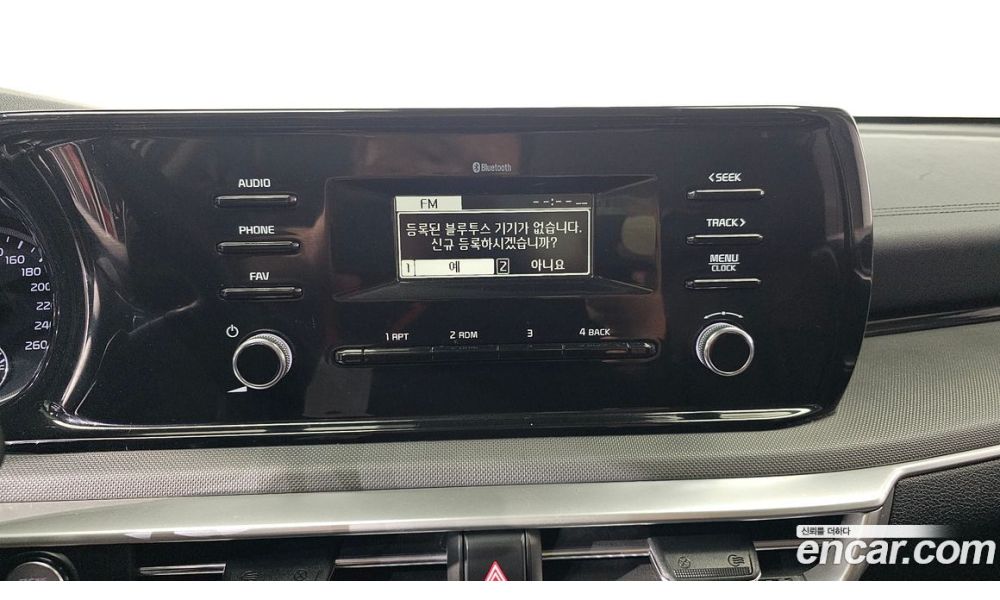 Bluetooth
AUDIO
PHONE
FAV
FM --:-- --
등록된 블루투스 기기가 없습니다.
신규 등록하시겠습니까?
1 예 2 아니요
<SEEK
TRACK>
MENU
CLOCK
1 RPT 2 RDM 3 4 BACK
160
180
200
220
240
260
신뢰를 더하다
encar.com